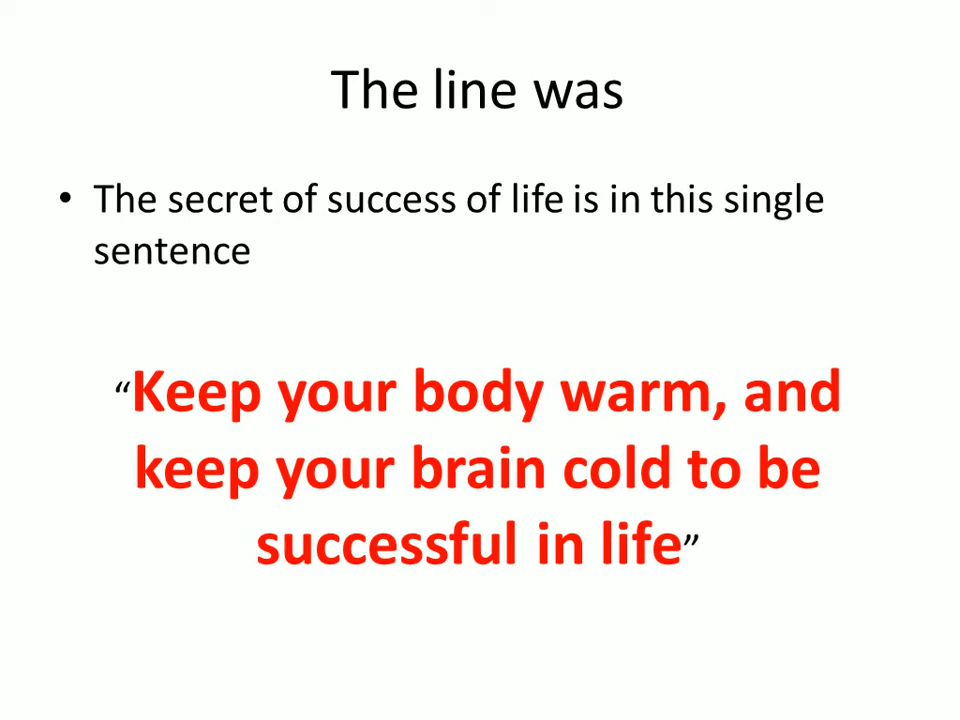 The line was
• The secret of success of life is in this single
sentence
“Keep your body warm, and
keep your brain cold to be
successful in life”